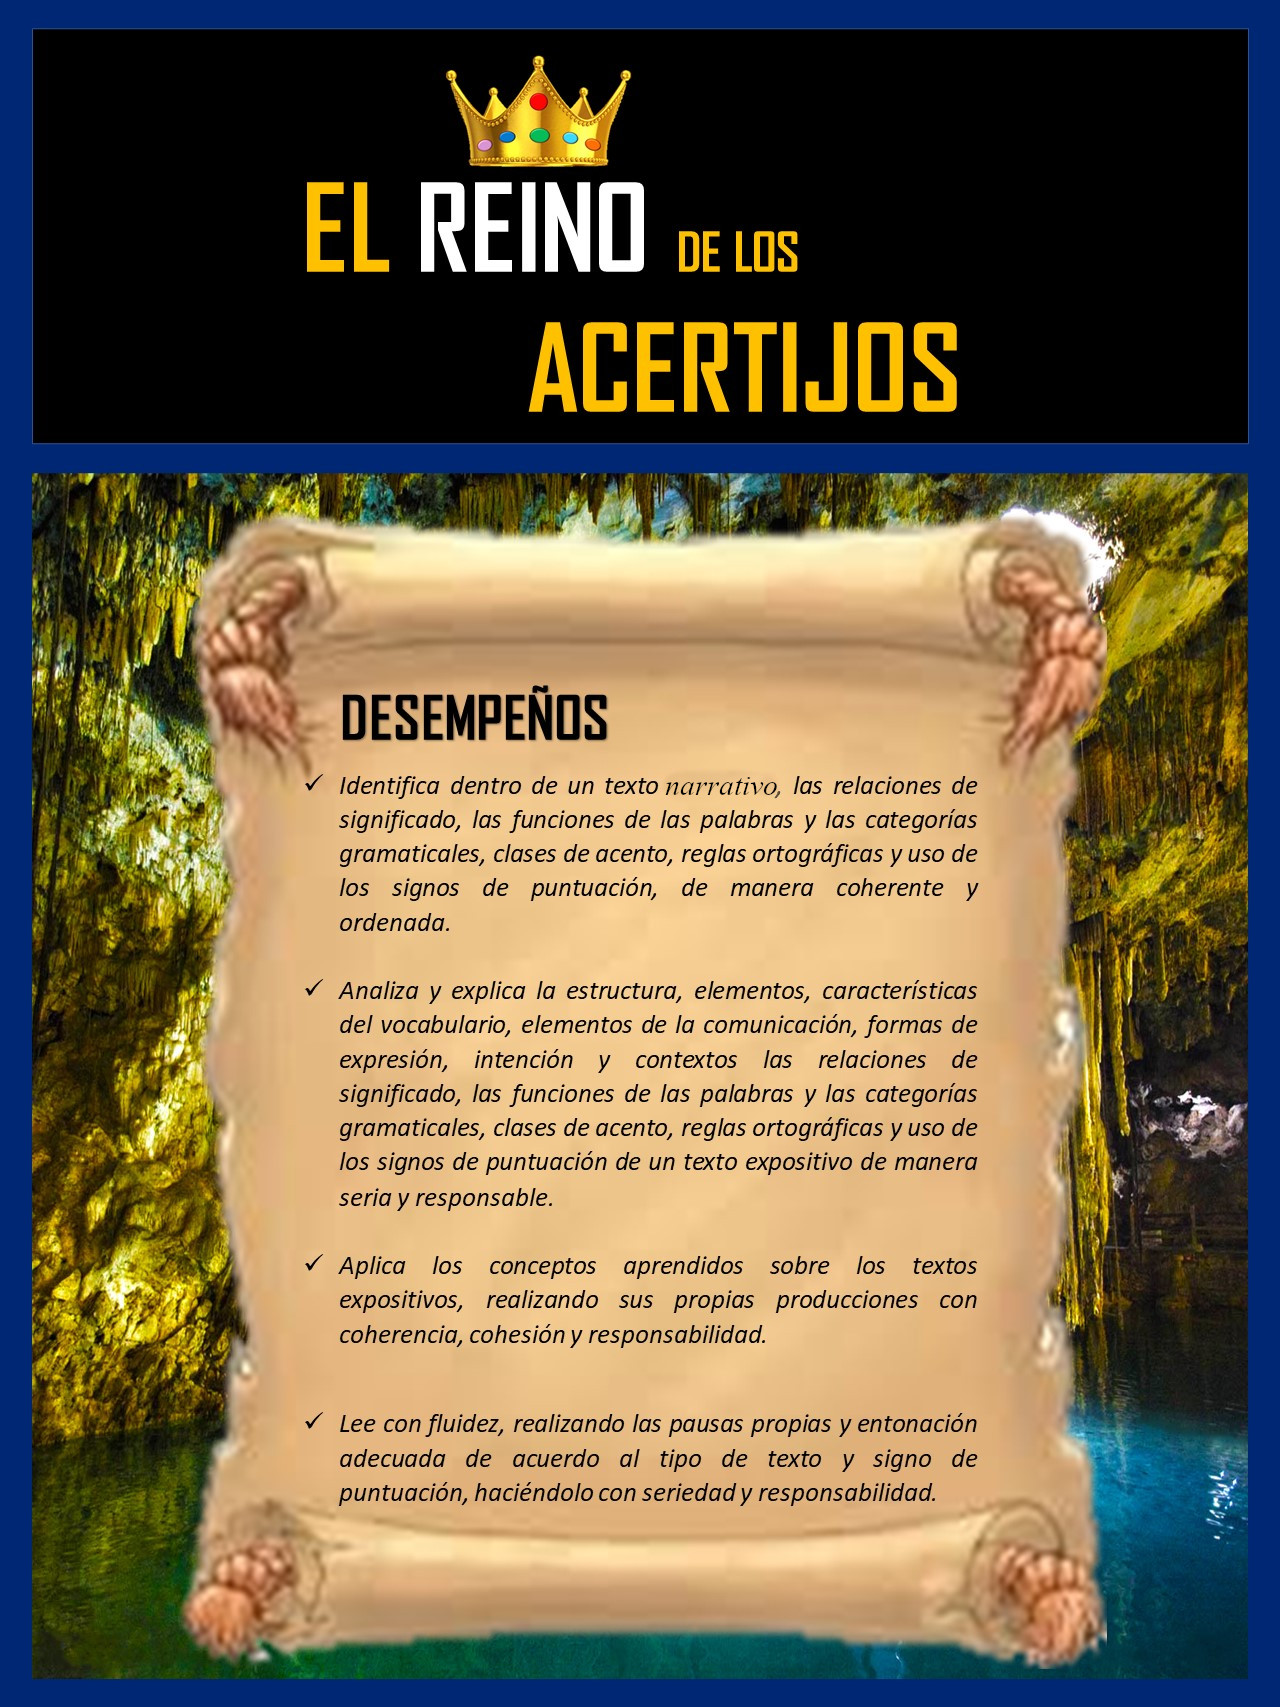 EL REINO DE LOS
ACERTIJOS
DESEMPEÑOS
✓ Identifica dentro de un texto narrativo, las relaciones de
significado, las funciones de las palabras y las categorías
gramaticales, clases de acento, reglas ortográficas y uso de
los signos de puntuación, de manera coherente y
ordenada.
✓ Analiza y explica la estructura, elementos, características
del vocabulario, elementos de la comunicación, formas de
expresión, intención y contextos las relaciones de
significado, las funciones de las palabras y las categorías
gramaticales, clases de acento, reglas ortográficas y uso de
los signos de puntuación de un texto expositivo de manera
seria y responsable.
✓ Aplica los conceptos aprendidos sobre los textos
expositivos, realizando sus propias producciones con
coherencia, cohesión y responsabilidad.
✓ Lee con fluidez, realizando las pausas propias y entonación
adecuada de acuerdo al tipo de texto y signo de
puntuación, haciéndolo con seriedad y responsabilidad.